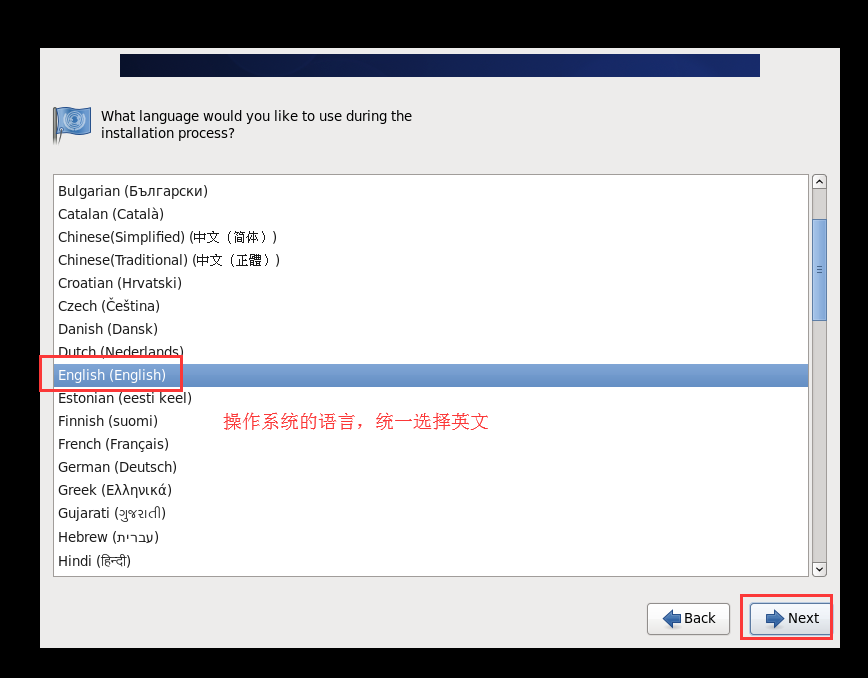 What language would you like to use during the
installation process?
Bulgarian (Български)
Catalan (Català)
Chinese(Simplified) (中文（简体）)
Chinese(Traditional) (中文（正體）)
Croatian (Hrvatski)
Czech (Čeština)
Danish (Dansk)
Dutch (Nederlands)
English (English)
Estonian (eesti keel)
Finnish (suomi)
操作系统的语言，统一选择英文
French (Français)
German (Deutsch)
Greek (Ελληνικά)
Gujarati (ગુજરાતી)
Hebrew (עברית)
Hindi (हिन्दी)
Back
Next